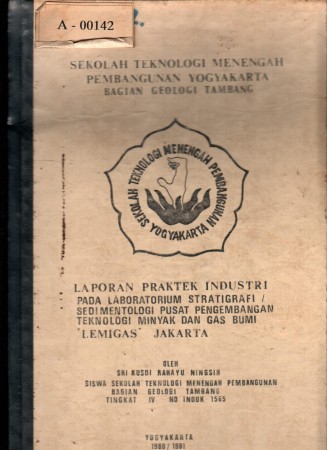 A - 00142
SEKOLAH TEKNOLOGI MENENGAH
PEMBANGUNAN YOGYAKARTA
BAGIAN GEOLOGI TAMBANG
SEKOLAH TEKNOLOGI MENENGAH PEMBANGUNAN
YOGYAKARTA
LAPORAN PRAKTEK INDUSTRI
PADA LABORATORIUM STRATIGRAFI /
SEDIMENTOLOGI PUSAT PENGEMBANGAN
TEKNOLOGI MINYAK DAN GAS BUMI
"LEMIGAS" JAKARTA
OLEH
SRI KUSDI RAHAYU NINGSIH
SISWA SEKOLAH TEKNOLOGI MENENGAH PEMBANGUNAN
BAGIAN GEOLOGI TAMBANG
TINGKAT IV NO INDUK 1565
YOGYAKARTA
1980 / 1981